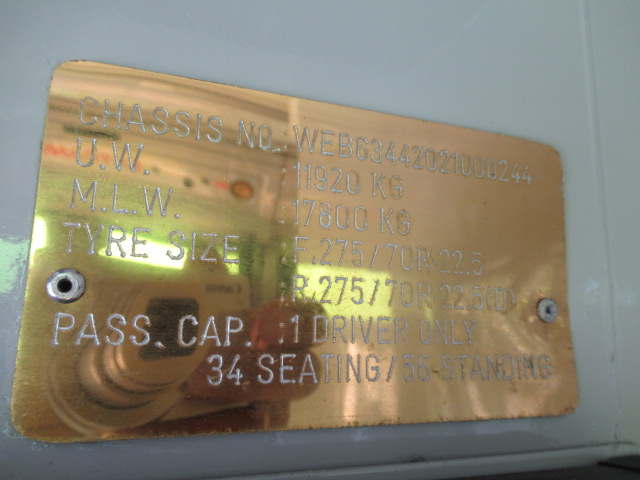 CHASSIS NO. : WEB63442021000244
U.W. : 11920 KG
M.L.W. : 17800 KG
TYRE SIZE : F.275/70R-22.5
: R.275/70R-22.5(D)
PASS. CAP. : 1 DRIVER ONLY
34 SEATING/56-STANDING